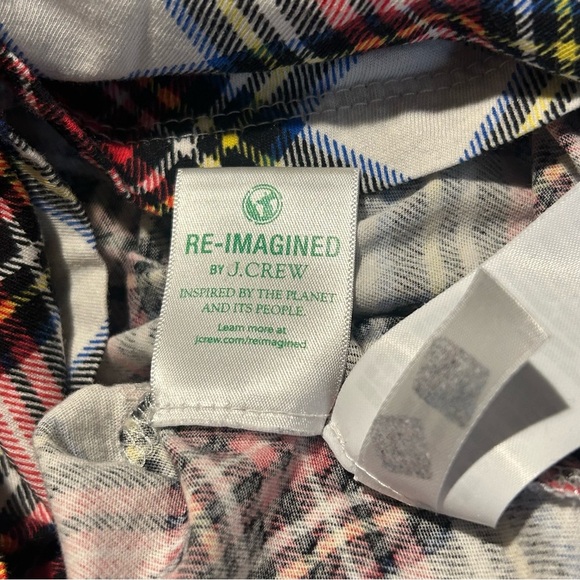 RE-IMAGINED
BY J.CREW
INSPIRED BY THE PLANET
AND ITS PEOPLE.
Learn more at
jcrew.com/reimagined